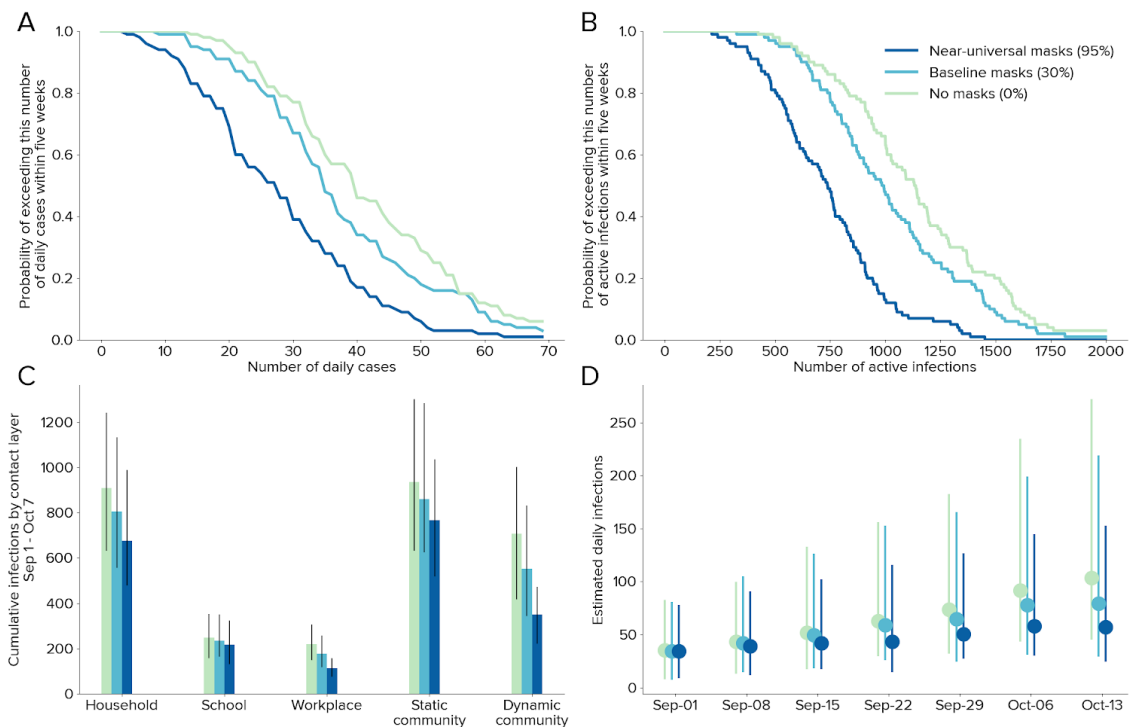 A
Probability of exceeding this number
of daily cases within five weeks
1.0
0.8
0.6
0.4
0.2
0.0
0
10
20
30
40
50
60
70
Number of daily cases
B
Probability of exceeding this number
of active infections within five weeks
1.0
0.8
0.6
0.4
0.2
0.0
0
250
500
750
1000
1250
1500
1750
2000
Number of active infections
Near-universal masks (95%)
Baseline masks (30%)
No masks (0%)
C
Cumulative infections by contact layer
Sep 1 - Oct 7
1200
1000
800
600
400
200
0
Household
School
Workplace
Static
community
Dynamic
community
D
Estimated daily infections
250
200
150
100
50
0
Sep-01
Sep-08
Sep-15
Sep-22
Sep-29
Oct-06
Oct-13